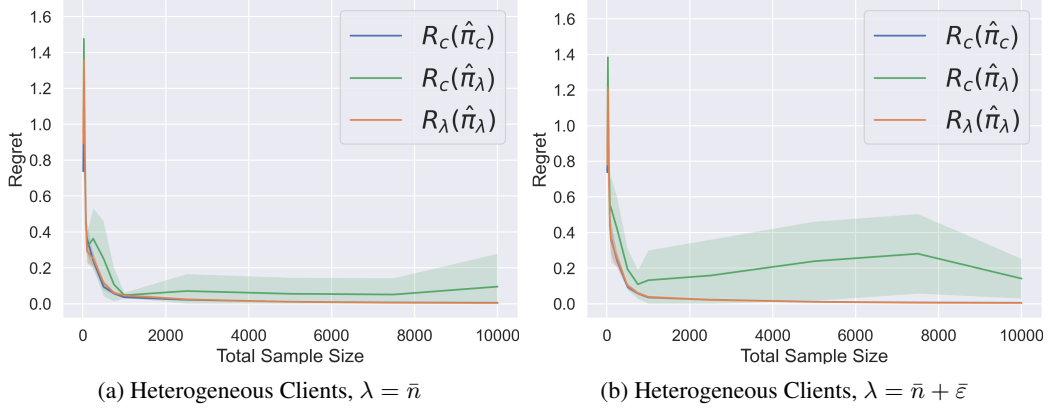 1.6
1.4
1.2
1.0
0.8
0.6
0.4
0.2
0.0
Regret
0 2000 4000 6000 8000 10000
Total Sample Size
R_c(π̂_c)
R_c(π̂_λ)
R_λ(π̂_λ)
(a) Heterogeneous Clients, λ = n̄
1.6
1.4
1.2
1.0
0.8
0.6
0.4
0.2
0.0
Regret
0 2000 4000 6000 8000 10000
Total Sample Size
R_c(π̂_c)
R_c(π̂_λ)
R_λ(π̂_λ)
(b) Heterogeneous Clients, λ = n̄ + ε̄